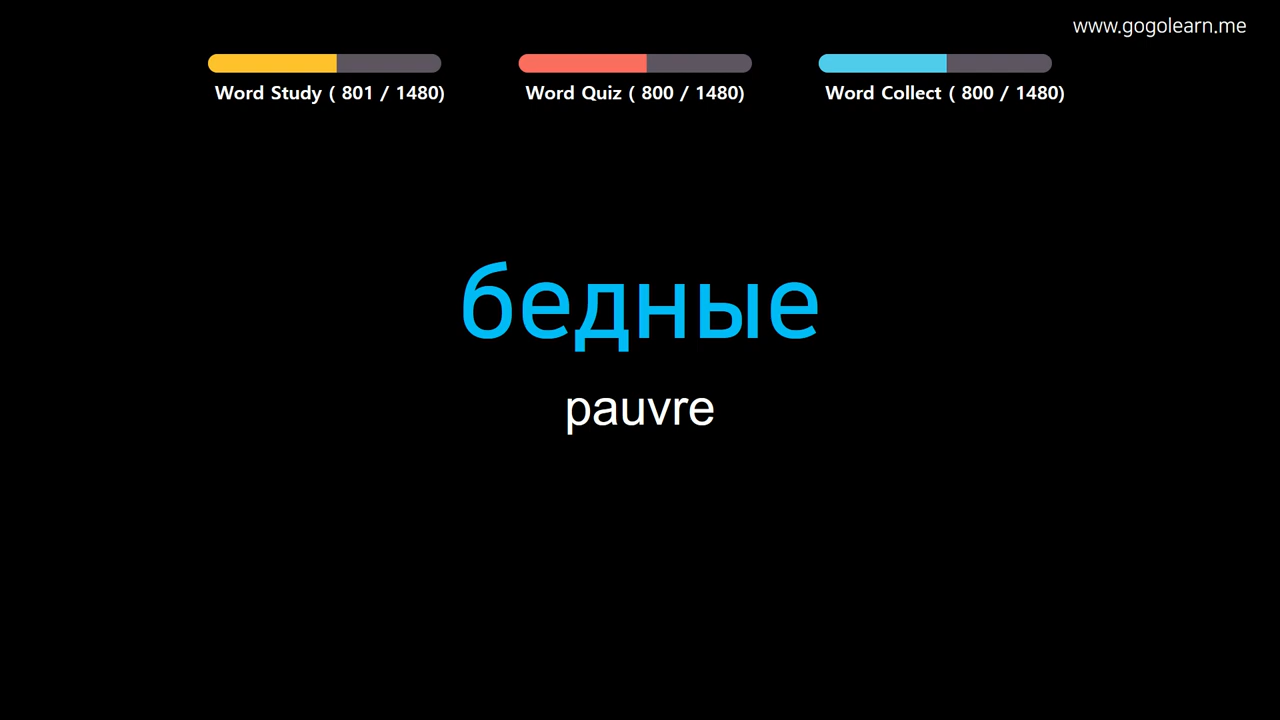 www.gogolearn.me
Word Study ( 801 / 1480)
Word Quiz ( 800 / 1480)
Word Collect ( 800 / 1480)
бедные
pauvre